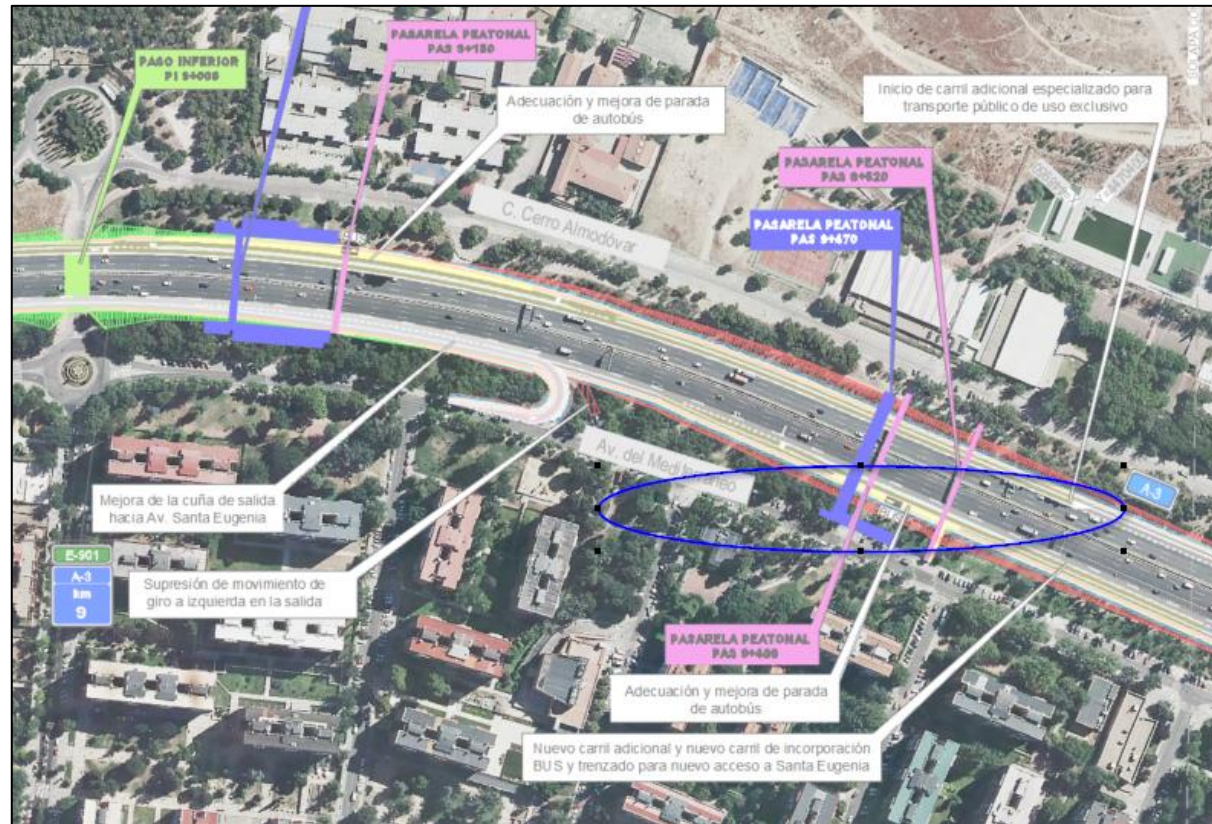 PASO INFERIOR
PI 9+005
PASARELA PEATONAL
PAS 9+150
Adecuación y mejora de parada
de autobús
Inicio de carril adicional especializado para
transporte público de uso exclusivo
PASARELA PEATONAL
PAS 9+520
PASARELA PEATONAL
PAS 9+470
C. Cerro Almodóvar
BUS
Av. del Mediterráneo
A-3
BUS
Mejora de la cuña de salida
hacia Av. Santa Eugenia
E-901
A-3
km
9
Supresión de movimiento de
giro a izquierda en la salida
PASARELA PEATONAL
Adecuación y mejora de parada
de autobús
Nuevo carril adicional y nuevo carril de incorporación
BUS y trenzado para nuevo acceso a Santa Eugenia